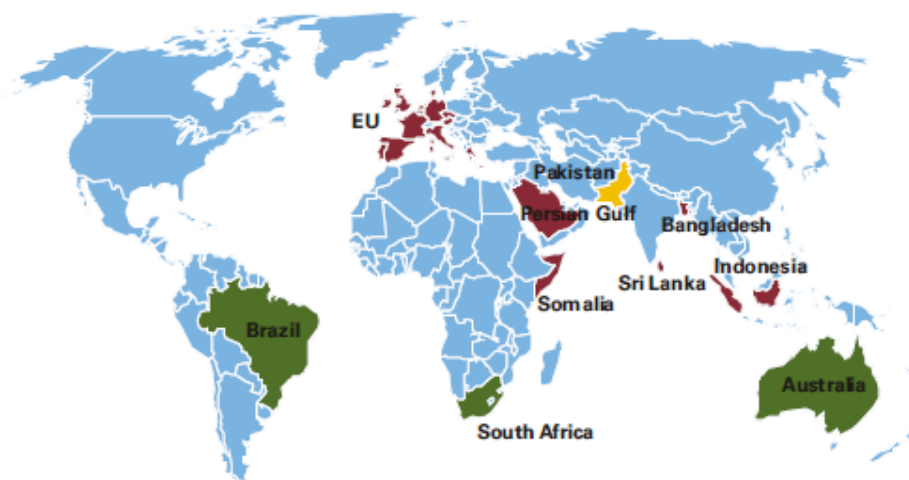 EU
Pakistan
Persian Gulf
Bangladesh
Indonesia
Sri Lanka
Somalia
Brazil
Australia
South Africa